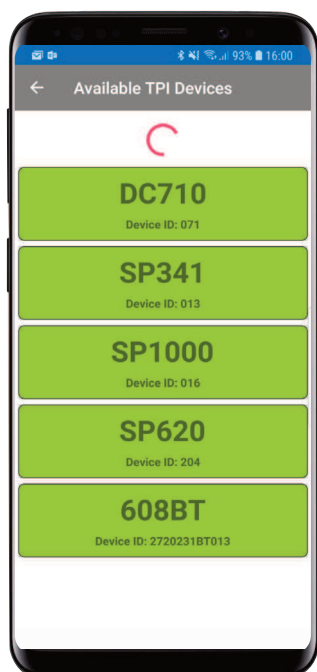 93% 16:00
Available TPI Devices
DC710
Device ID: 071
SP341
Device ID: 013
SP1000
Device ID: 016
SP620
Device ID: 204
608BT
Device ID: 2720231BT013